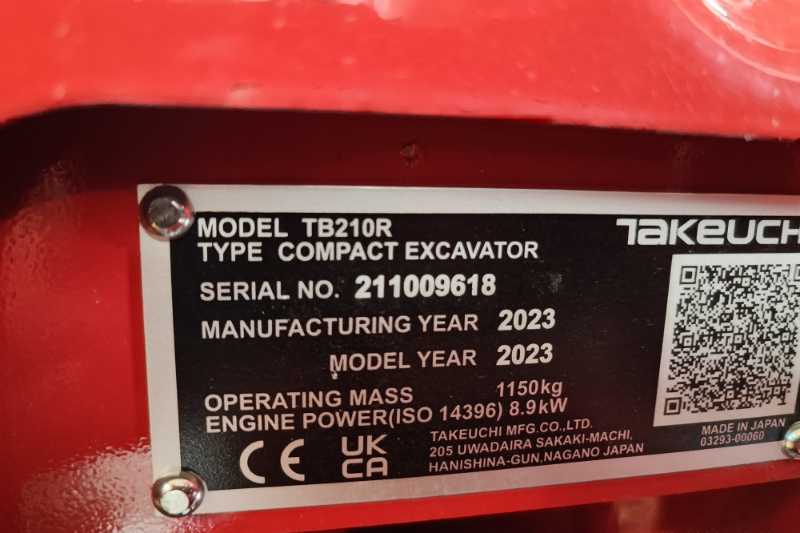 MODEL TB210R
TAKEUCHI
TYPE COMPACT EXCAVATOR
SERIAL NO. 211009618
MANUFACTURING YEAR 2023
MODEL YEAR 2023
OPERATING MASS 1150kg
ENGINE POWER(ISO 14396) 8.9kW
CE UK CA
TAKEUCHI MFG.CO.,LTD.
205 UWADAIRA SAKAKI-MACHI,
HANISHINA-GUN,NAGANO JAPAN
MADE IN JAPAN
03293-00060